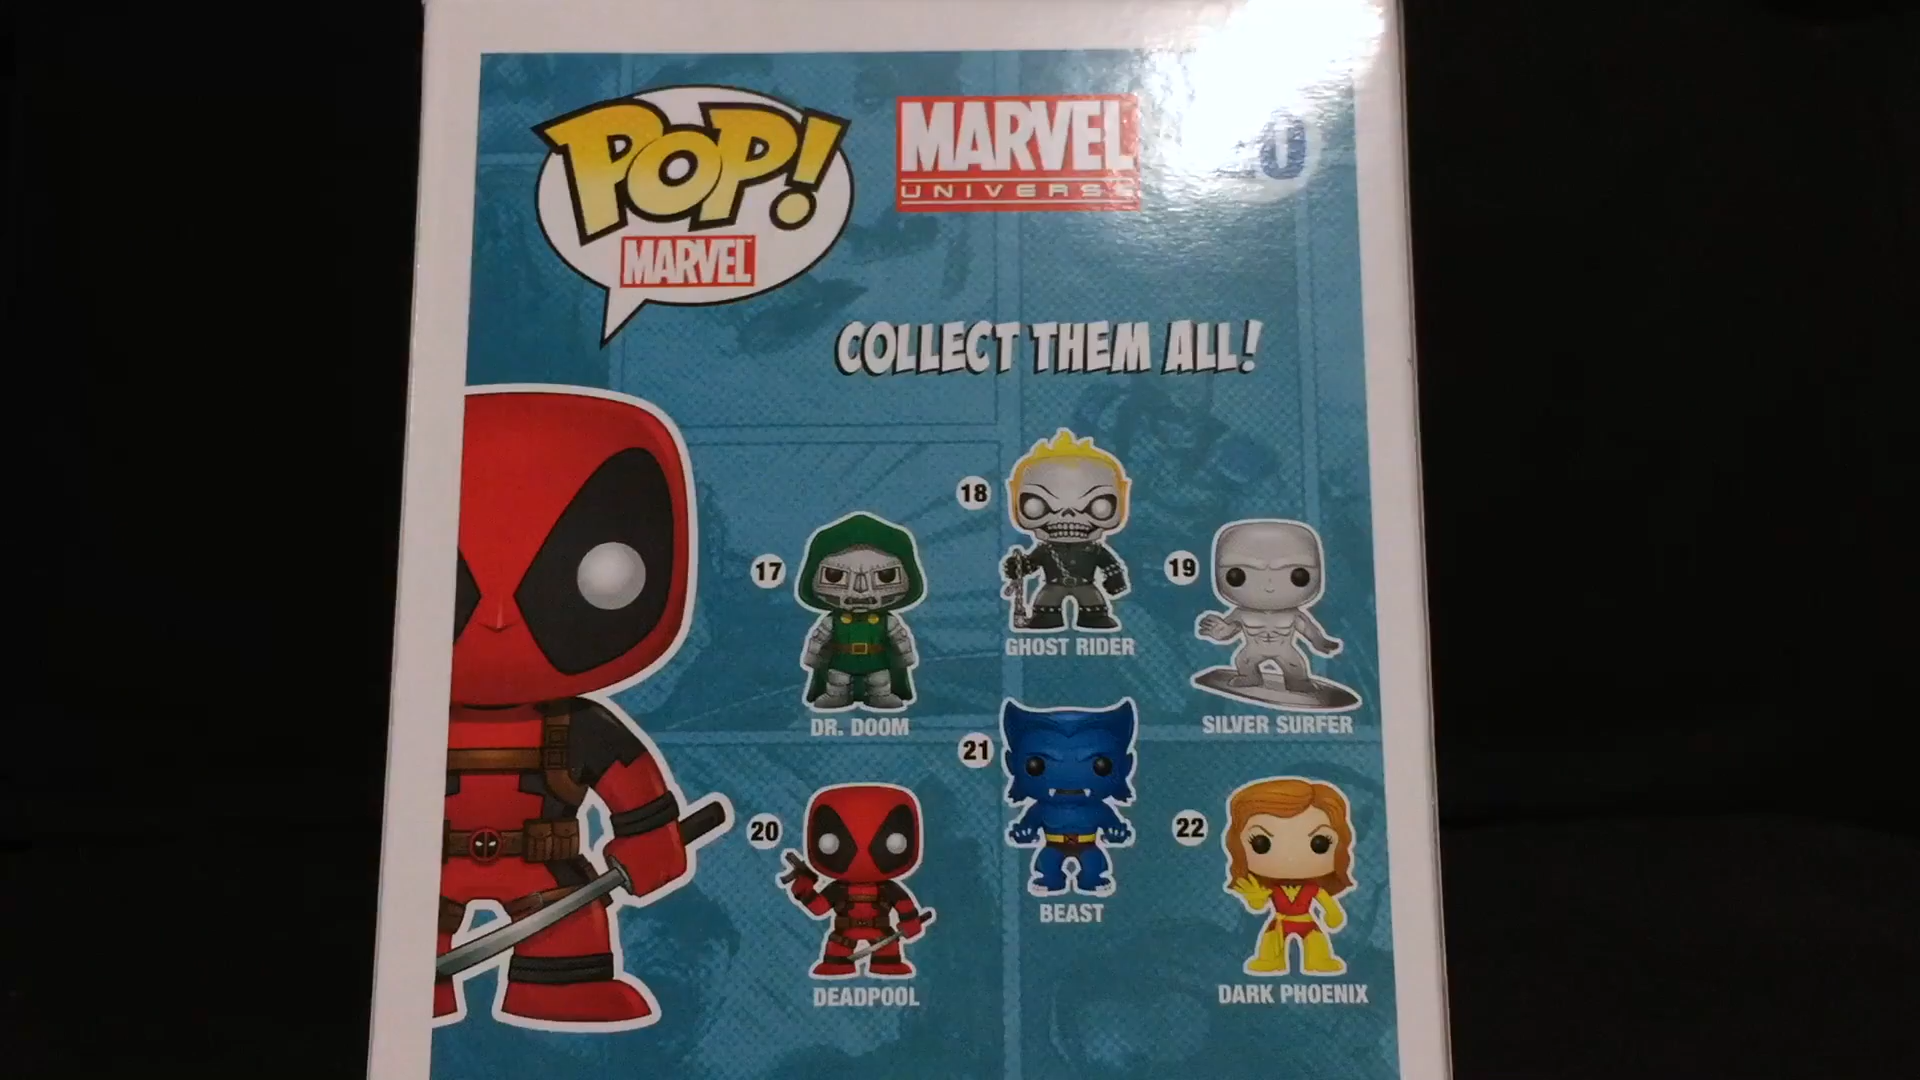 POP!
MARVEL
MARVEL
UNIVERSE
COLLECT THEM ALL!
18
17
19
GHOST RIDER
DR. DOOM
SILVER SURFER
21
20
22
BEAST
DEADPOOL
DARK PHOENIX